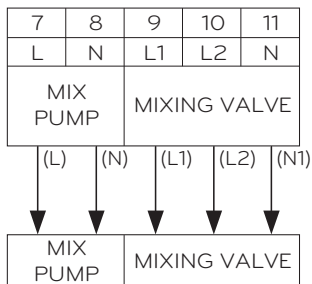 7 8 9 10 11
L N L1 L2 N
MIX PUMP MIXING VALVE
(L) (N) (L1) (L2) (N1)
MIX PUMP MIXING VALVE